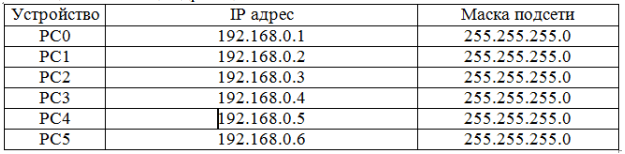 Устройство IP адрес Маска подсети
PC0 192.168.0.1 255.255.255.0
PC1 192.168.0.2 255.255.255.0
PC2 192.168.0.3 255.255.255.0
PC3 192.168.0.4 255.255.255.0
PC4 192.168.0.5 255.255.255.0
PC5 192.168.0.6 255.255.255.0